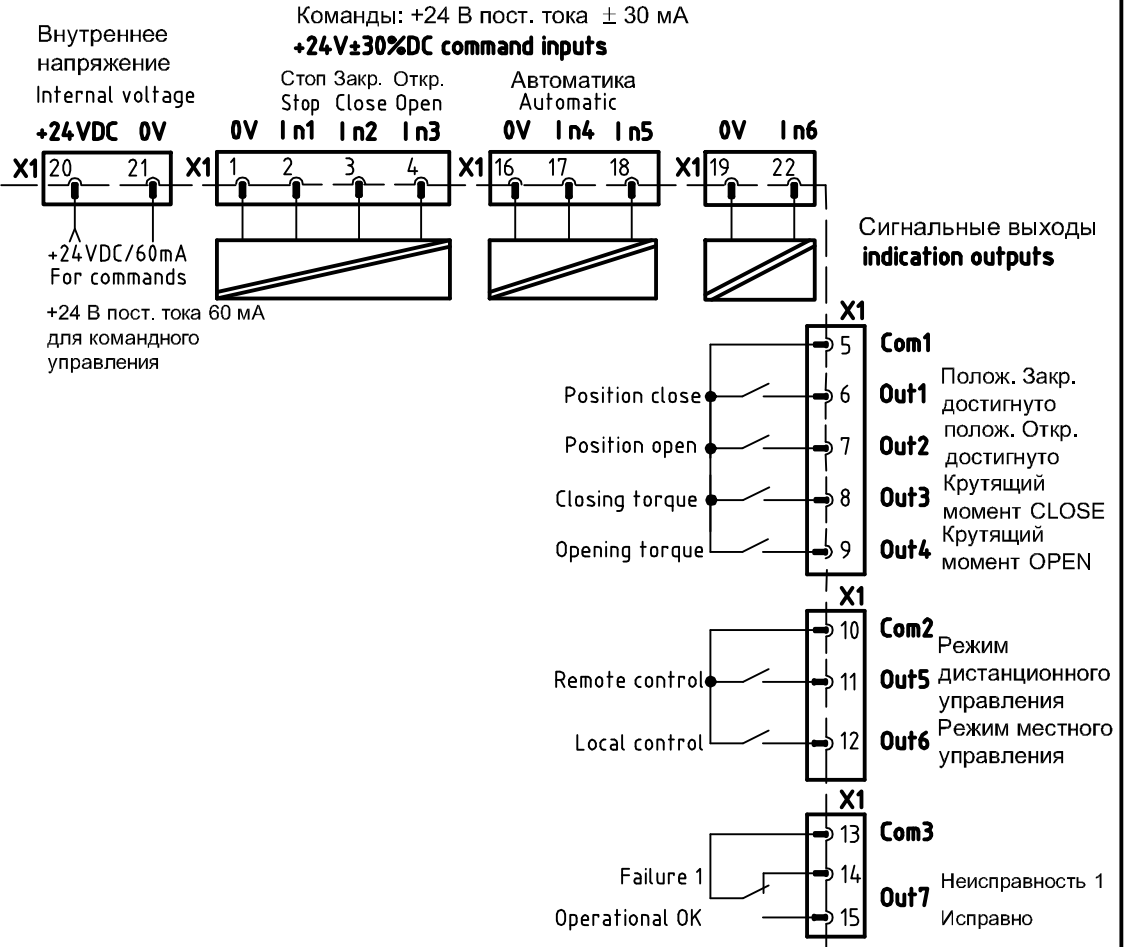 Команды: +24 В пост. тока ± 30 мА
+24V±30%DC command inputs
Внутреннее
напряжение
Internal voltage
+24VDC 0V
Стоп Закр. Откр.
Stop Close Open
0V In1 In2 In3
Автоматика
Automatic
0V In4 In5
0V In6
X1 20 21
X1 1 2 3 4
X1 16 17 18
X1 19 22
+24VDC/60mA
For commands
+24 В пост. тока 60 мА
для командного
управления
Сигнальные выходы
indication outputs
X1
5 Com1
Position close 6 Out1 Полож. Закр.
достигнуто
Position open 7 Out2 полож. Откр.
достигнуто
Closing torque 8 Out3 Крутящий
момент CLOSE
Opening torque 9 Out4 Крутящий
момент OPEN
X1
10 Com2
Remote control 11 Out5 Режим
дистанционного
управления
Local control 12 Out6 Режим местного
управления
X1
13 Com3
Failure 1 14 Out7 Неисправность 1
Operational OK 15 Исправно